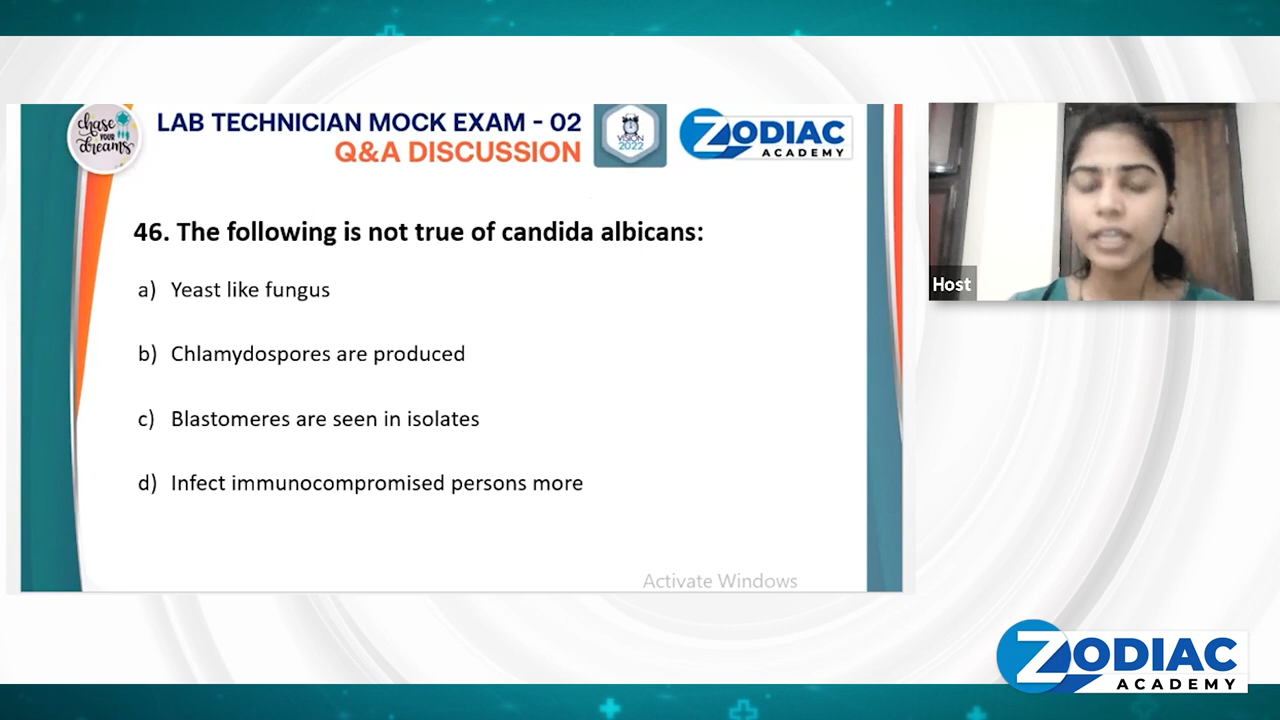 chase
YOUR
dreams
LAB TECHNICIAN MOCK EXAM - 02
Q&A DISCUSSION
VISION
2022
ZODIAC
ACADEMY
46. The following is not true of candida albicans:
a) Yeast like fungus
b) Chlamydospores are produced
c) Blastomeres are seen in isolates
d) Infect immunocompromised persons more
Activate Windows
Host
ZODIAC
ACADEMY